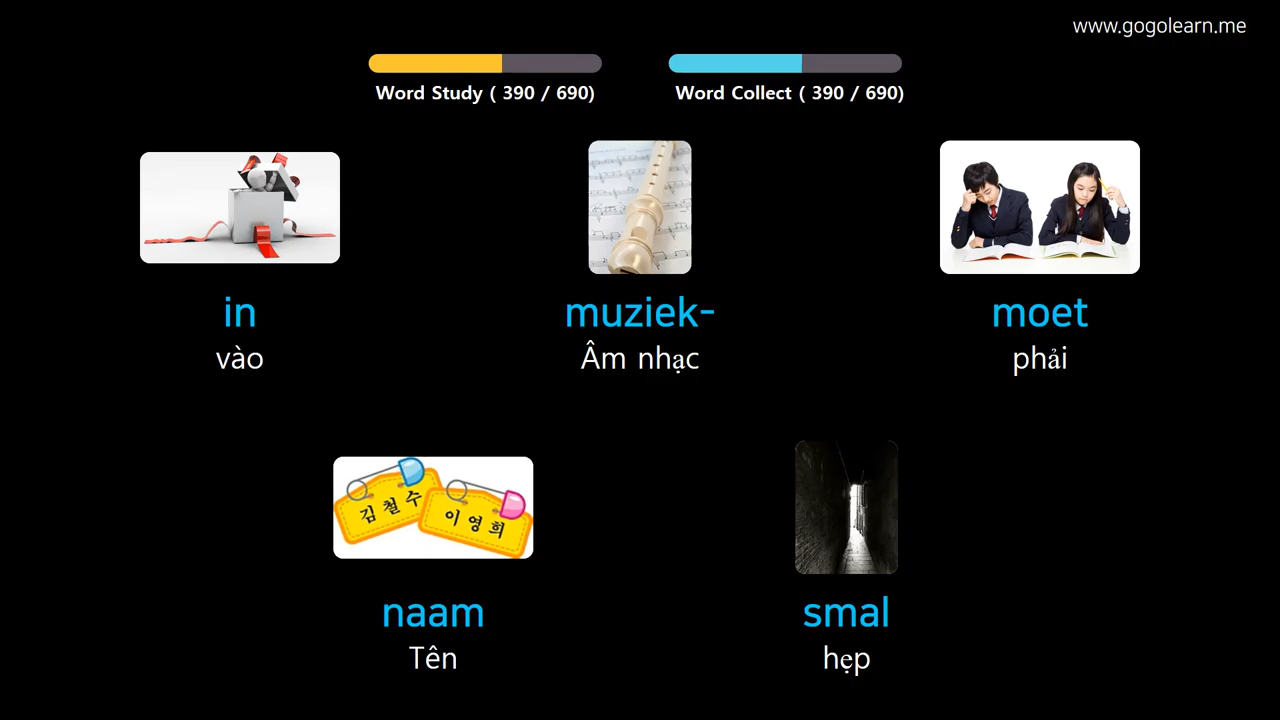 www.gogolearn.me
Word Study ( 390 / 690)
Word Collect ( 390 / 690)
in
vào
muziek-
Âm nhạc
moet
phải
김철수
이영희
naam
Tên
smal
hẹp